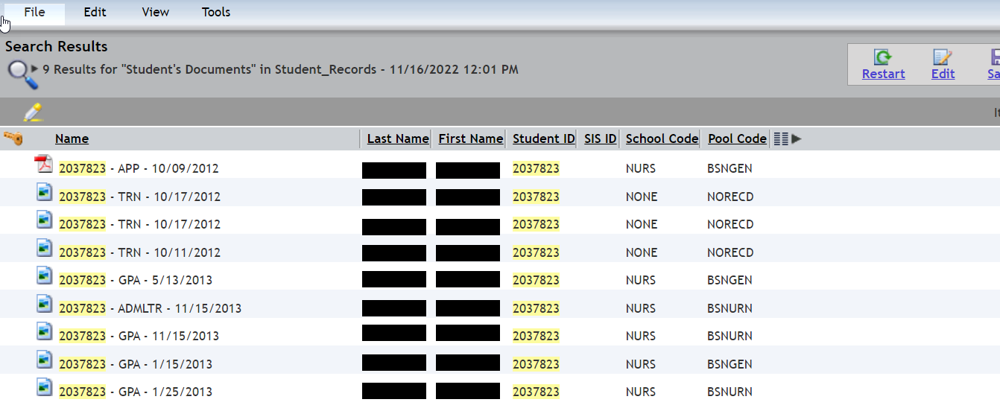 File Edit View Tools
Search Results
9 Results for "Student's Documents" in Student_Records - 11/16/2022 12:01 PM
Restart Edit Sa
It
Name Last Name First Name Student ID SIS ID School Code Pool Code
2037823 - APP - 10/09/2012 2037823 NURS BSNGEN
2037823 - TRN - 10/17/2012 2037823 NONE NORECD
2037823 - TRN - 10/17/2012 2037823 NONE NORECD
2037823 - TRN - 10/11/2012 2037823 NONE NORECD
2037823 - GPA - 5/13/2013 2037823 NURS BSNGEN
2037823 - ADMLTR - 11/15/2013 2037823 NURS BSNURN
2037823 - GPA - 11/15/2013 2037823 NURS BSNURN
2037823 - GPA - 1/15/2013 2037823 NURS BSNGEN
2037823 - GPA - 1/25/2013 2037823 NURS BSNURN